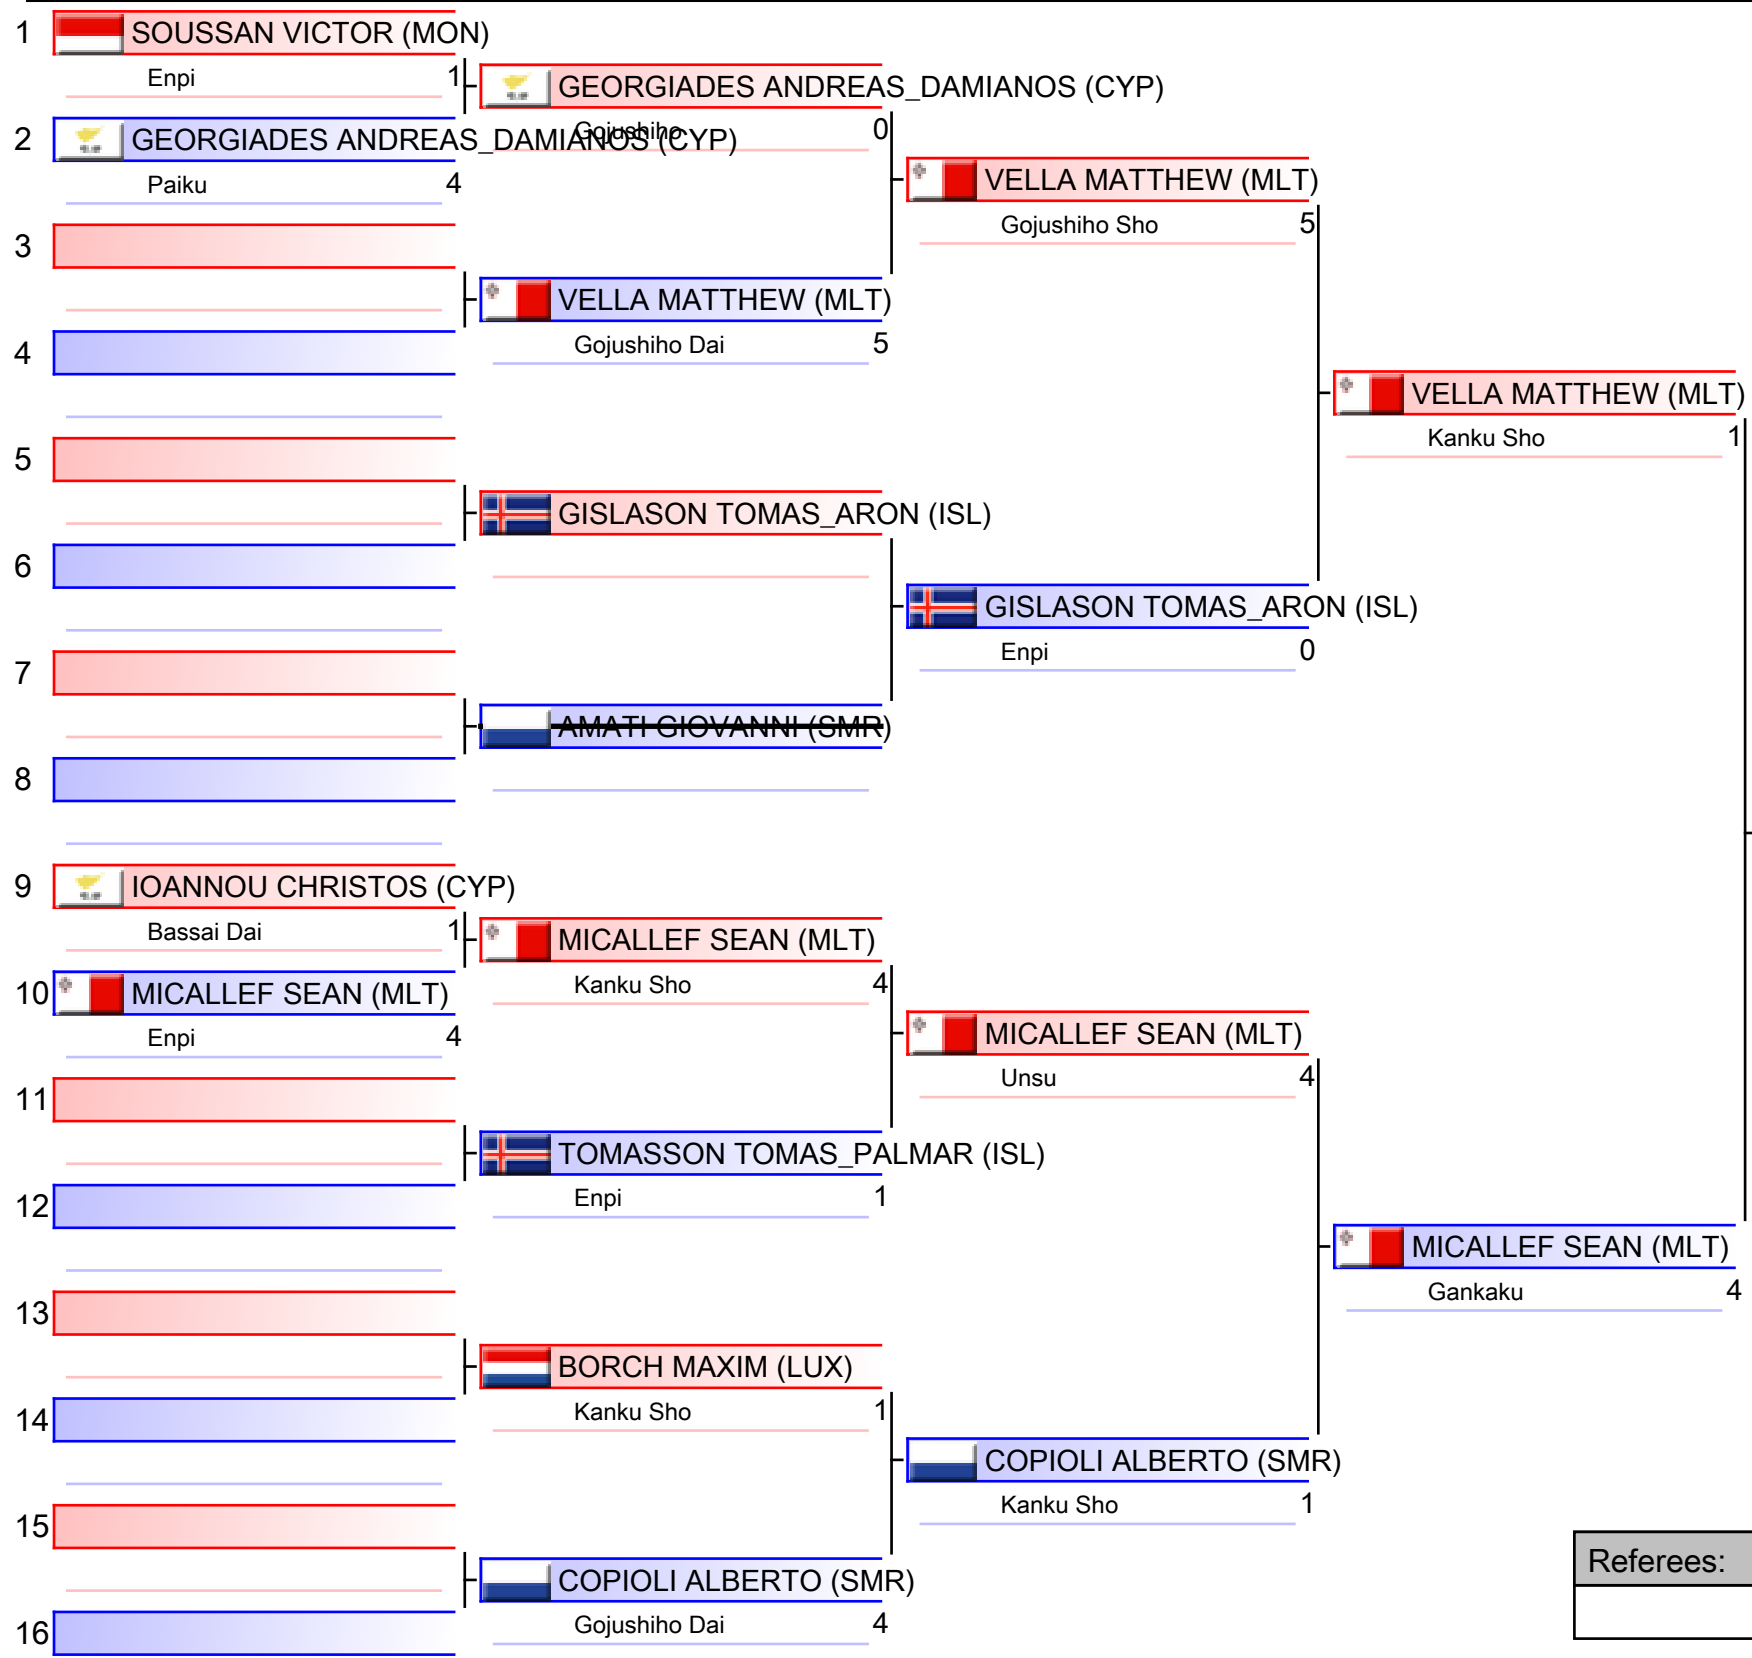 1 SOUSSAN VICTOR (MON)
Enpi 1
GEORGIADES ANDREAS_DAMIANOS (CYP)
Gojushiho 0
2 GEORGIADES ANDREAS_DAMIANOS (CYP)
Paiku 4
VELLA MATTHEW (MLT)
Gojushiho Sho 5
3
VELLA MATTHEW (MLT)
Gojushiho Dai 5
4
VELLA MATTHEW (MLT)
Kanku Sho 1
5
GISLASON TOMAS_ARON (ISL)
6
GISLASON TOMAS_ARON (ISL)
Enpi 0
7
AMATI GIOVANNI (SMR)
8
9 IOANNOU CHRISTOS (CYP)
Bassai Dai 1
MICALLEF SEAN (MLT)
Kanku Sho 4
10 MICALLEF SEAN (MLT)
Enpi 4
MICALLEF SEAN (MLT)
Unsu 4
11
TOMASSON TOMAS_PALMAR (ISL)
Enpi 1
12
MICALLEF SEAN (MLT)
Gankaku 4
13
BORCH MAXIM (LUX)
Kanku Sho 1
14
COPIOLI ALBERTO (SMR)
Kanku Sho 1
15
COPIOLI ALBERTO (SMR)
Gojushiho Dai 4
16
Referees: